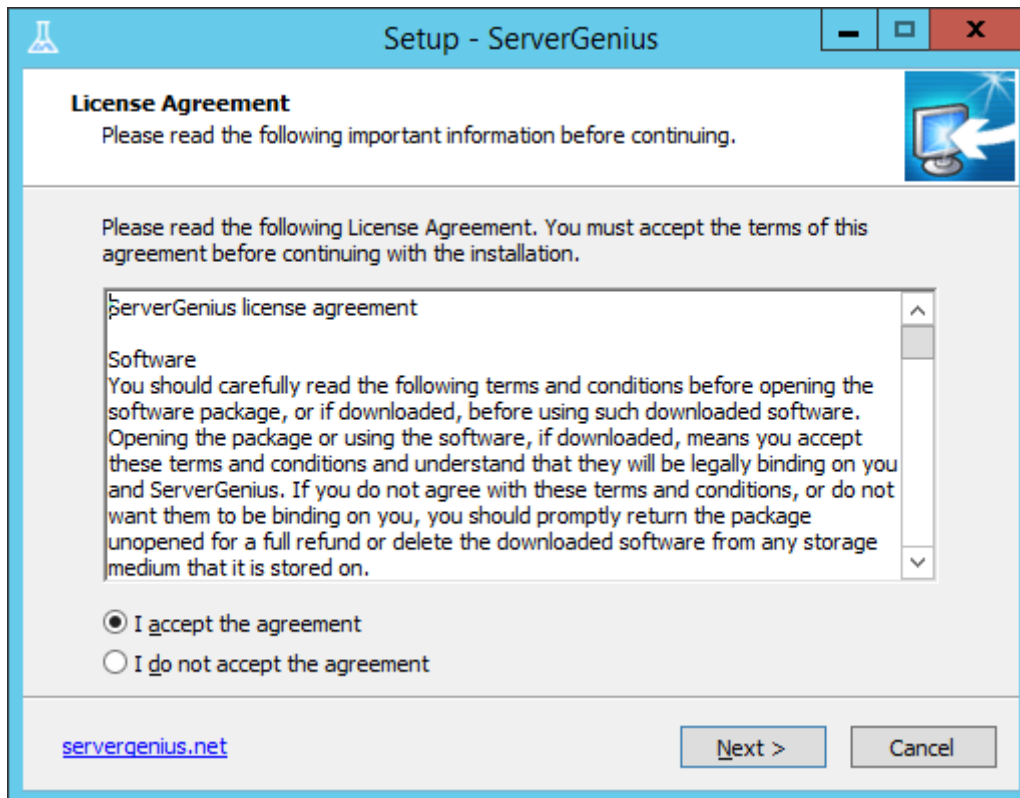 Setup - ServerGenius
License Agreement
Please read the following important information before continuing.
Please read the following License Agreement. You must accept the terms of this
agreement before continuing with the installation.
ServerGenius license agreement
Software
You should carefully read the following terms and conditions before opening the
software package, or if downloaded, before using such downloaded software.
Opening the package or using the software, if downloaded, means you accept
these terms and conditions and understand that they will be legally binding on you
and ServerGenius. If you do not agree with these terms and conditions, or do not
want them to be binding on you, you should promptly return the package
unopened for a full refund or delete the downloaded software from any storage
medium that it is stored on.
I accept the agreement
I do not accept the agreement
servergenius.net
Next >
Cancel